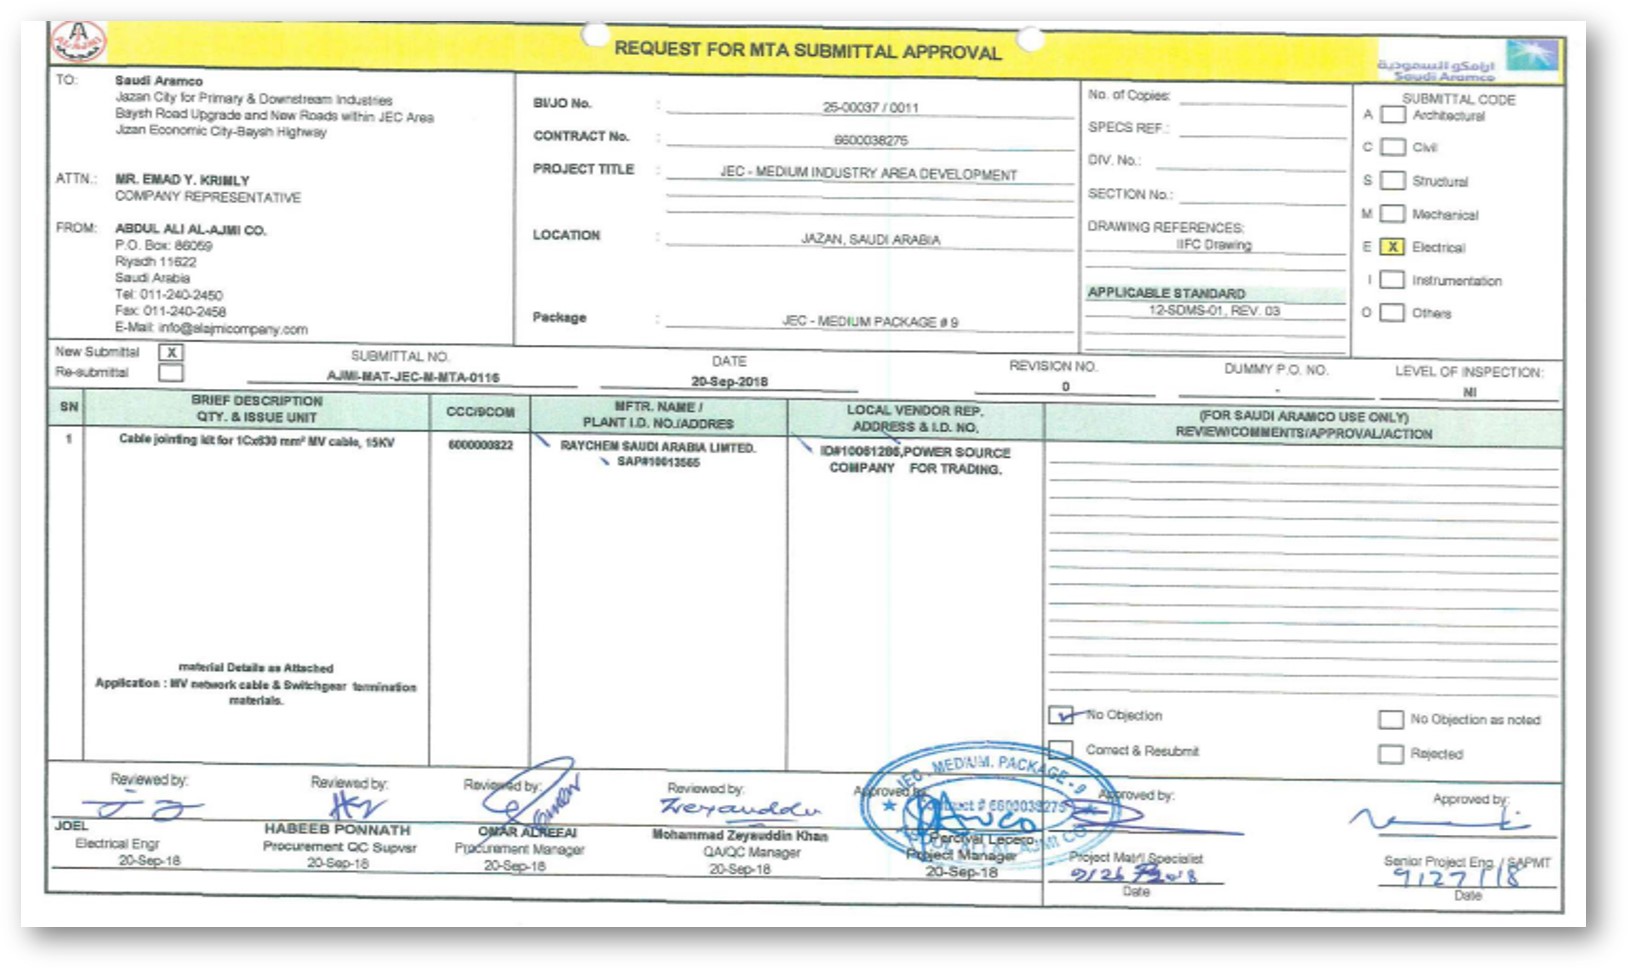 AL-AJMI
REQUEST FOR MTA SUBMITTAL APPROVAL
ارامكو السعودية
Saudi Aramco
TO: Saudi Aramco
Jazan City for Primary & Downstream Industries
Baysh Road Upgrade and New Roads within JEC Area
Jizan Economic City-Baysh Highway
ATTN.: MR. EMAD Y. KRIMLY
COMPANY REPRESENTATIVE
FROM: ABDUL ALI AL-AJMI CO.
P.O. Box: 86059
Riyadh 11622
Saudi Arabia
Tel: 011-240-2450
Fax: 011-240-2458
E-Mail: info@alajmicompany.com
BI/JO No. : 25-00037 / 0011
CONTRACT No. : 6600038275
PROJECT TITLE : JEC - MEDIUM INDUSTRY AREA DEVELOPMENT
LOCATION : JAZAN, SAUDI ARABIA
Package : JEC - MEDIUM PACKAGE # 9
No. of Copies:
SPECS REF.:
DIV. No.:
SECTION No.:
DRAWING REFERENCES:
IIFC Drawing
APPLICABLE STANDARD
12-SDMS-01, REV. 03
SUBMITTAL CODE
A Architectural
C Civil
S Structural
M Mechanical
E X Electrical
I Instrumentation
O Others
New Submittal X
Re-submittal
SUBMITTAL NO.
AJMI-MAT-JEC-M-MTA-0116
DATE
20-Sep-2018
REVISION NO.
0
DUMMY P.O. NO.
-
LEVEL OF INSPECTION:
NI
SN
BRIEF DESCRIPTION
QTY. & ISSUE UNIT
CCC/9COM
MFTR. NAME /
PLANT I.D. NO./ADDRES
LOCAL VENDOR REP.
ADDRESS & I.D. NO.
(FOR SAUDI ARAMCO USE ONLY)
REVIEW/COMMENTS/APPROVAL/ACTION
1
Cable jointing kit for 1Cx630 mm² MV cable, 15KV
6000000822
RAYCHEM SAUDI ARABIA LIMTED.
SAP#10013565
ID#10061286,POWER SOURCE
COMPANY FOR TRADING.
material Details as Attached
Application : MV network cable & Switchgear termination
materials.
No Objection
No Objection as noted
Correct & Resubmit
Rejected
Reviewed by:
JOEL
Electrical Engr
20-Sep-18
Reviewed by:
HABEEB PONNATH
Procurement QC Supvsr
20-Sep-18
Reviewed by:
OMAR ALREFAI
Procurement Manager
20-Sep-18
Reviewed by:
Zeyauddin
Mohammad Zeyauddin Khan
QA/QC Manager
20-Sep-18
Approved by:
Percival Lepero
Project Manager
20-Sep-18
JEC - MEDIUM. PACKAGE - 9
Contract # 6600038275
AL AJMI CO.
Approved by:
Project Mat'l Specialist
9/26/2018
Date
Approved by:
Senior Project Eng. / SAPMT
9/27/18
Date